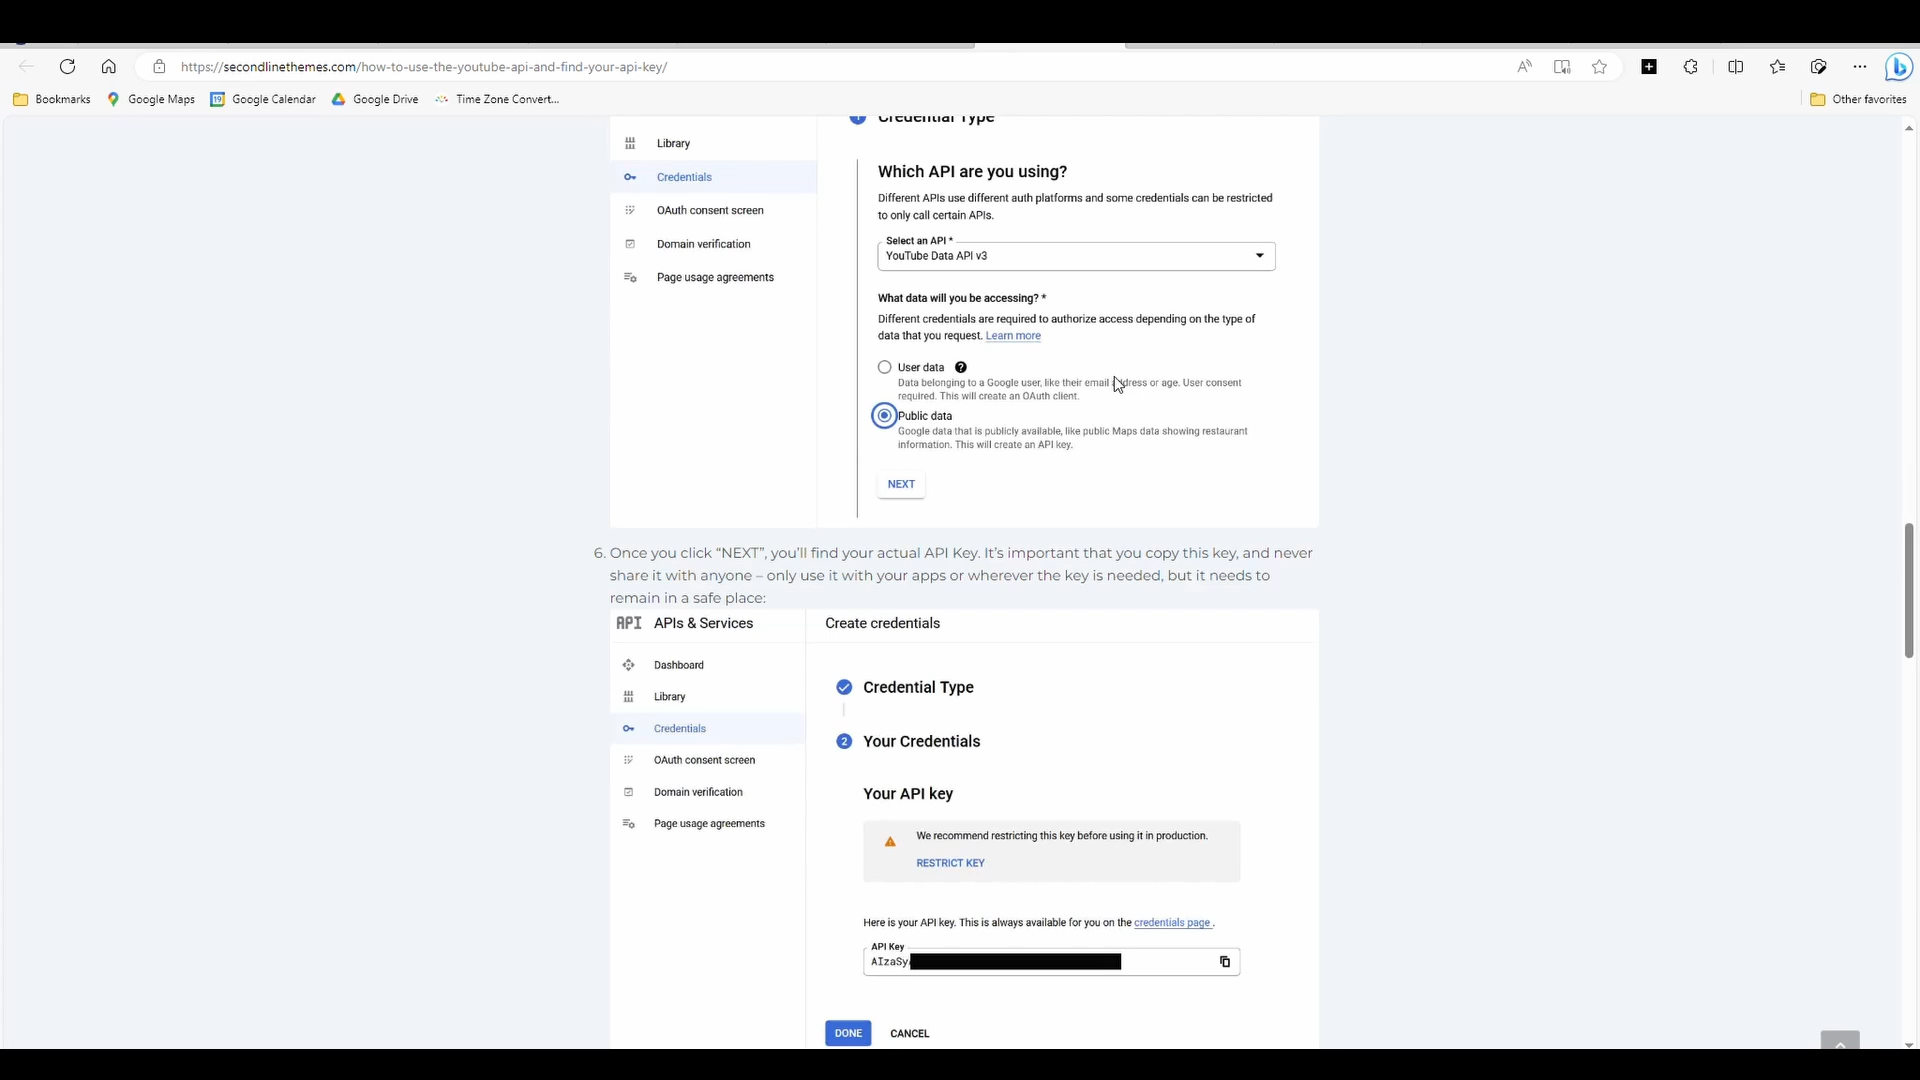 https://secondlinethemes.com/how-to-use-the-youtube-api-and-find-your-api-key/
Bookmarks
Google Maps
Google Calendar
Google Drive
Time Zone Convert...
Other favorites
Credential Type
Library
Credentials
OAuth consent screen
Domain verification
Page usage agreements
Which API are you using?
Different APIs use different auth platforms and some credentials can be restricted
to only call certain APIs.
Select an API *
YouTube Data API v3
What data will you be accessing? *
Different credentials are required to authorize access depending on the type of
data that you request. Learn more
User data
Data belonging to a Google user, like their email address or age. User consent
required. This will create an OAuth client.
Public data
Google data that is publicly available, like public Maps data showing restaurant
information. This will create an API key.
NEXT
6. Once you click “NEXT”, you’ll find your actual API Key. It’s important that you copy this key, and never
share it with anyone – only use it with your apps or wherever the key is needed, but it needs to
remain in a safe place:
API APIs & Services
Create credentials
Dashboard
Library
Credentials
OAuth consent screen
Domain verification
Page usage agreements
Credential Type
2 Your Credentials
Your API key
We recommend restricting this key before using it in production.
RESTRICT KEY
Here is your API key. This is always available for you on the credentials page .
API Key
AIzaSy
DONE
CANCEL